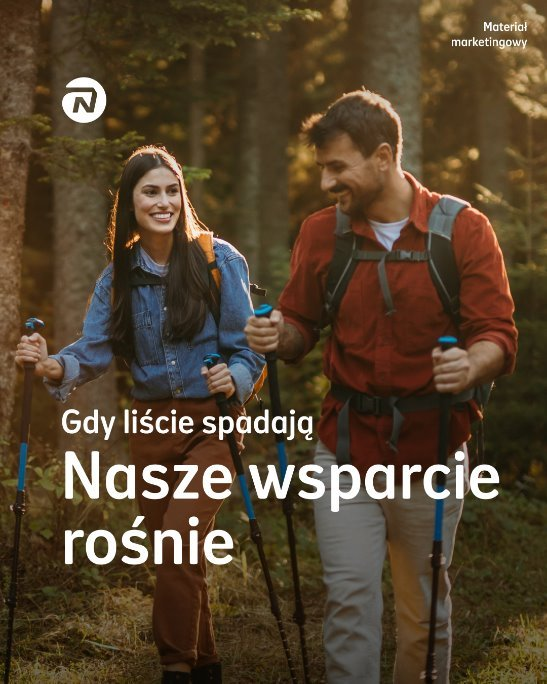 Materiał
marketingowy
N
Gdy liście spadają
Nasze wsparcie
rośnie